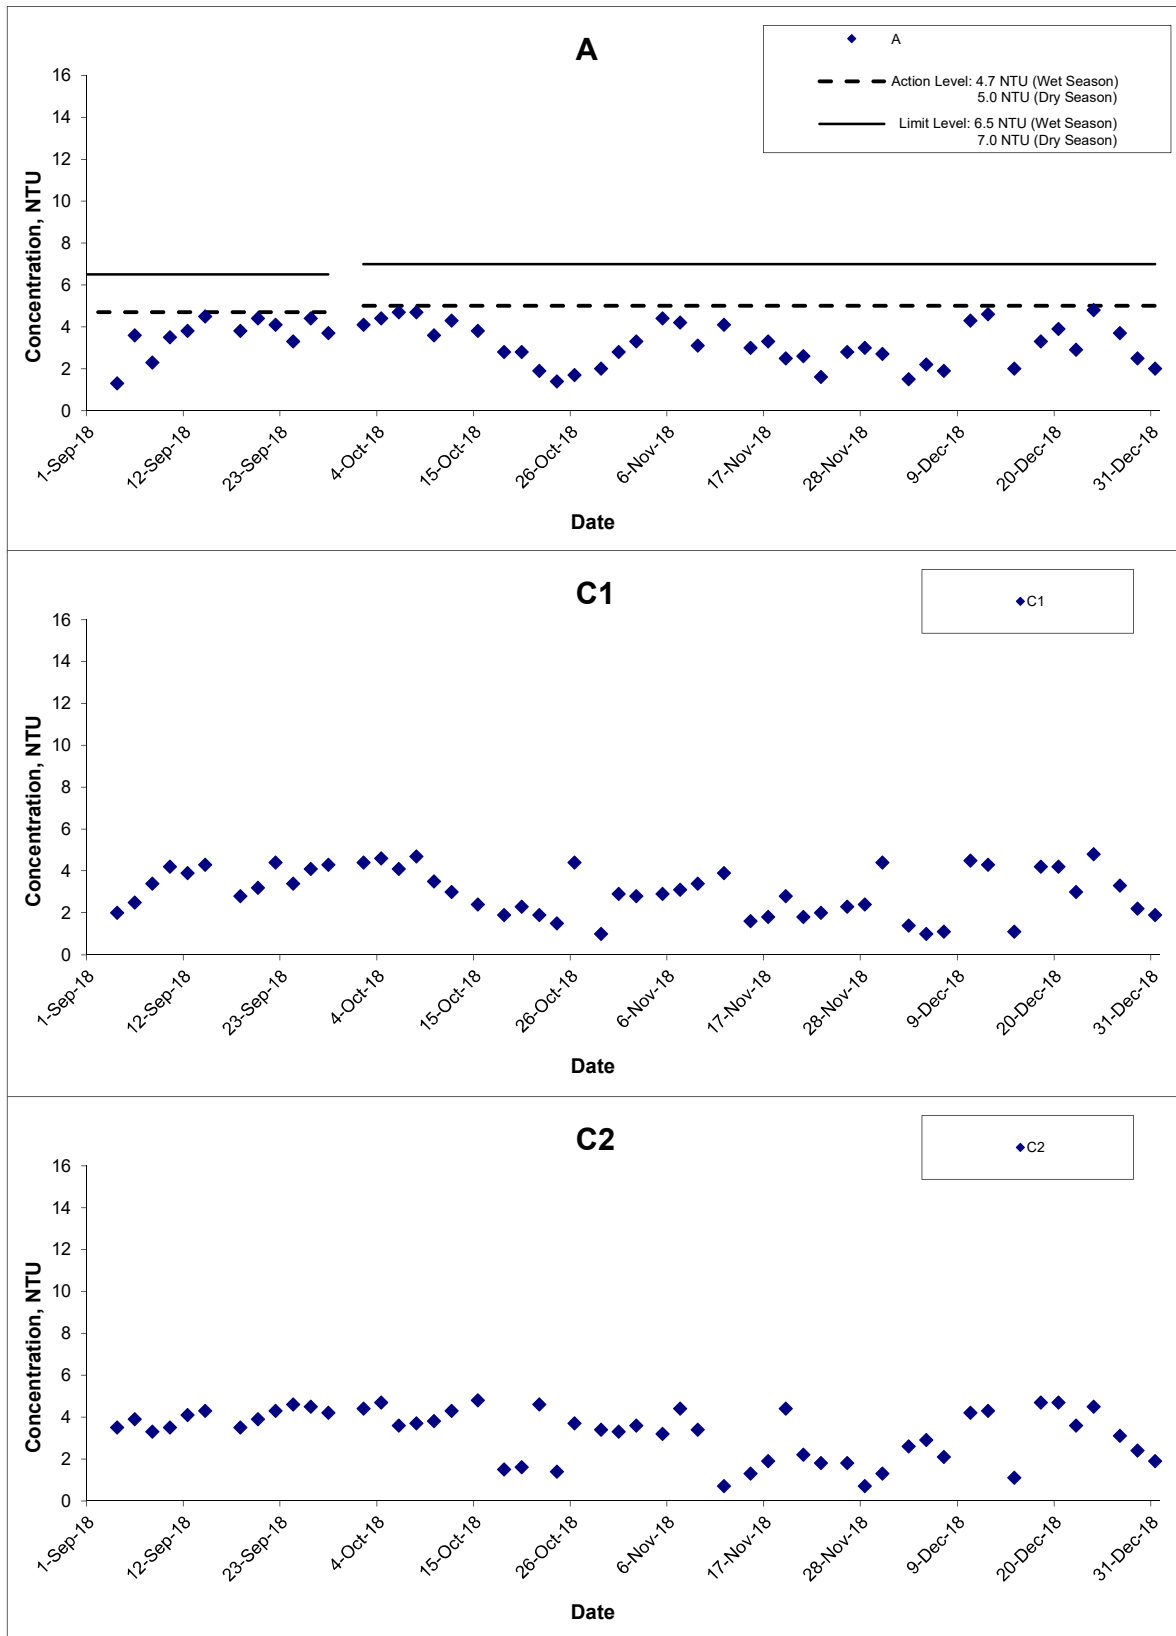 A
A
Action Level: 4.7 NTU (Wet Season)
5.0 NTU (Dry Season)
Limit Level: 6.5 NTU (Wet Season)
7.0 NTU (Dry Season)
Concentration, NTU
16
14
12
10
8
6
4
2
0
1-Sep-18
12-Sep-18
23-Sep-18
4-Oct-18
15-Oct-18
26-Oct-18
6-Nov-18
17-Nov-18
28-Nov-18
9-Dec-18
20-Dec-18
31-Dec-18
Date
C1
C1
Concentration, NTU
16
14
12
10
8
6
4
2
0
1-Sep-18
12-Sep-18
23-Sep-18
4-Oct-18
15-Oct-18
26-Oct-18
6-Nov-18
17-Nov-18
28-Nov-18
9-Dec-18
20-Dec-18
31-Dec-18
Date
C2
C2
Concentration, NTU
16
14
12
10
8
6
4
2
0
1-Sep-18
12-Sep-18
23-Sep-18
4-Oct-18
15-Oct-18
26-Oct-18
6-Nov-18
17-Nov-18
28-Nov-18
9-Dec-18
20-Dec-18
31-Dec-18
Date